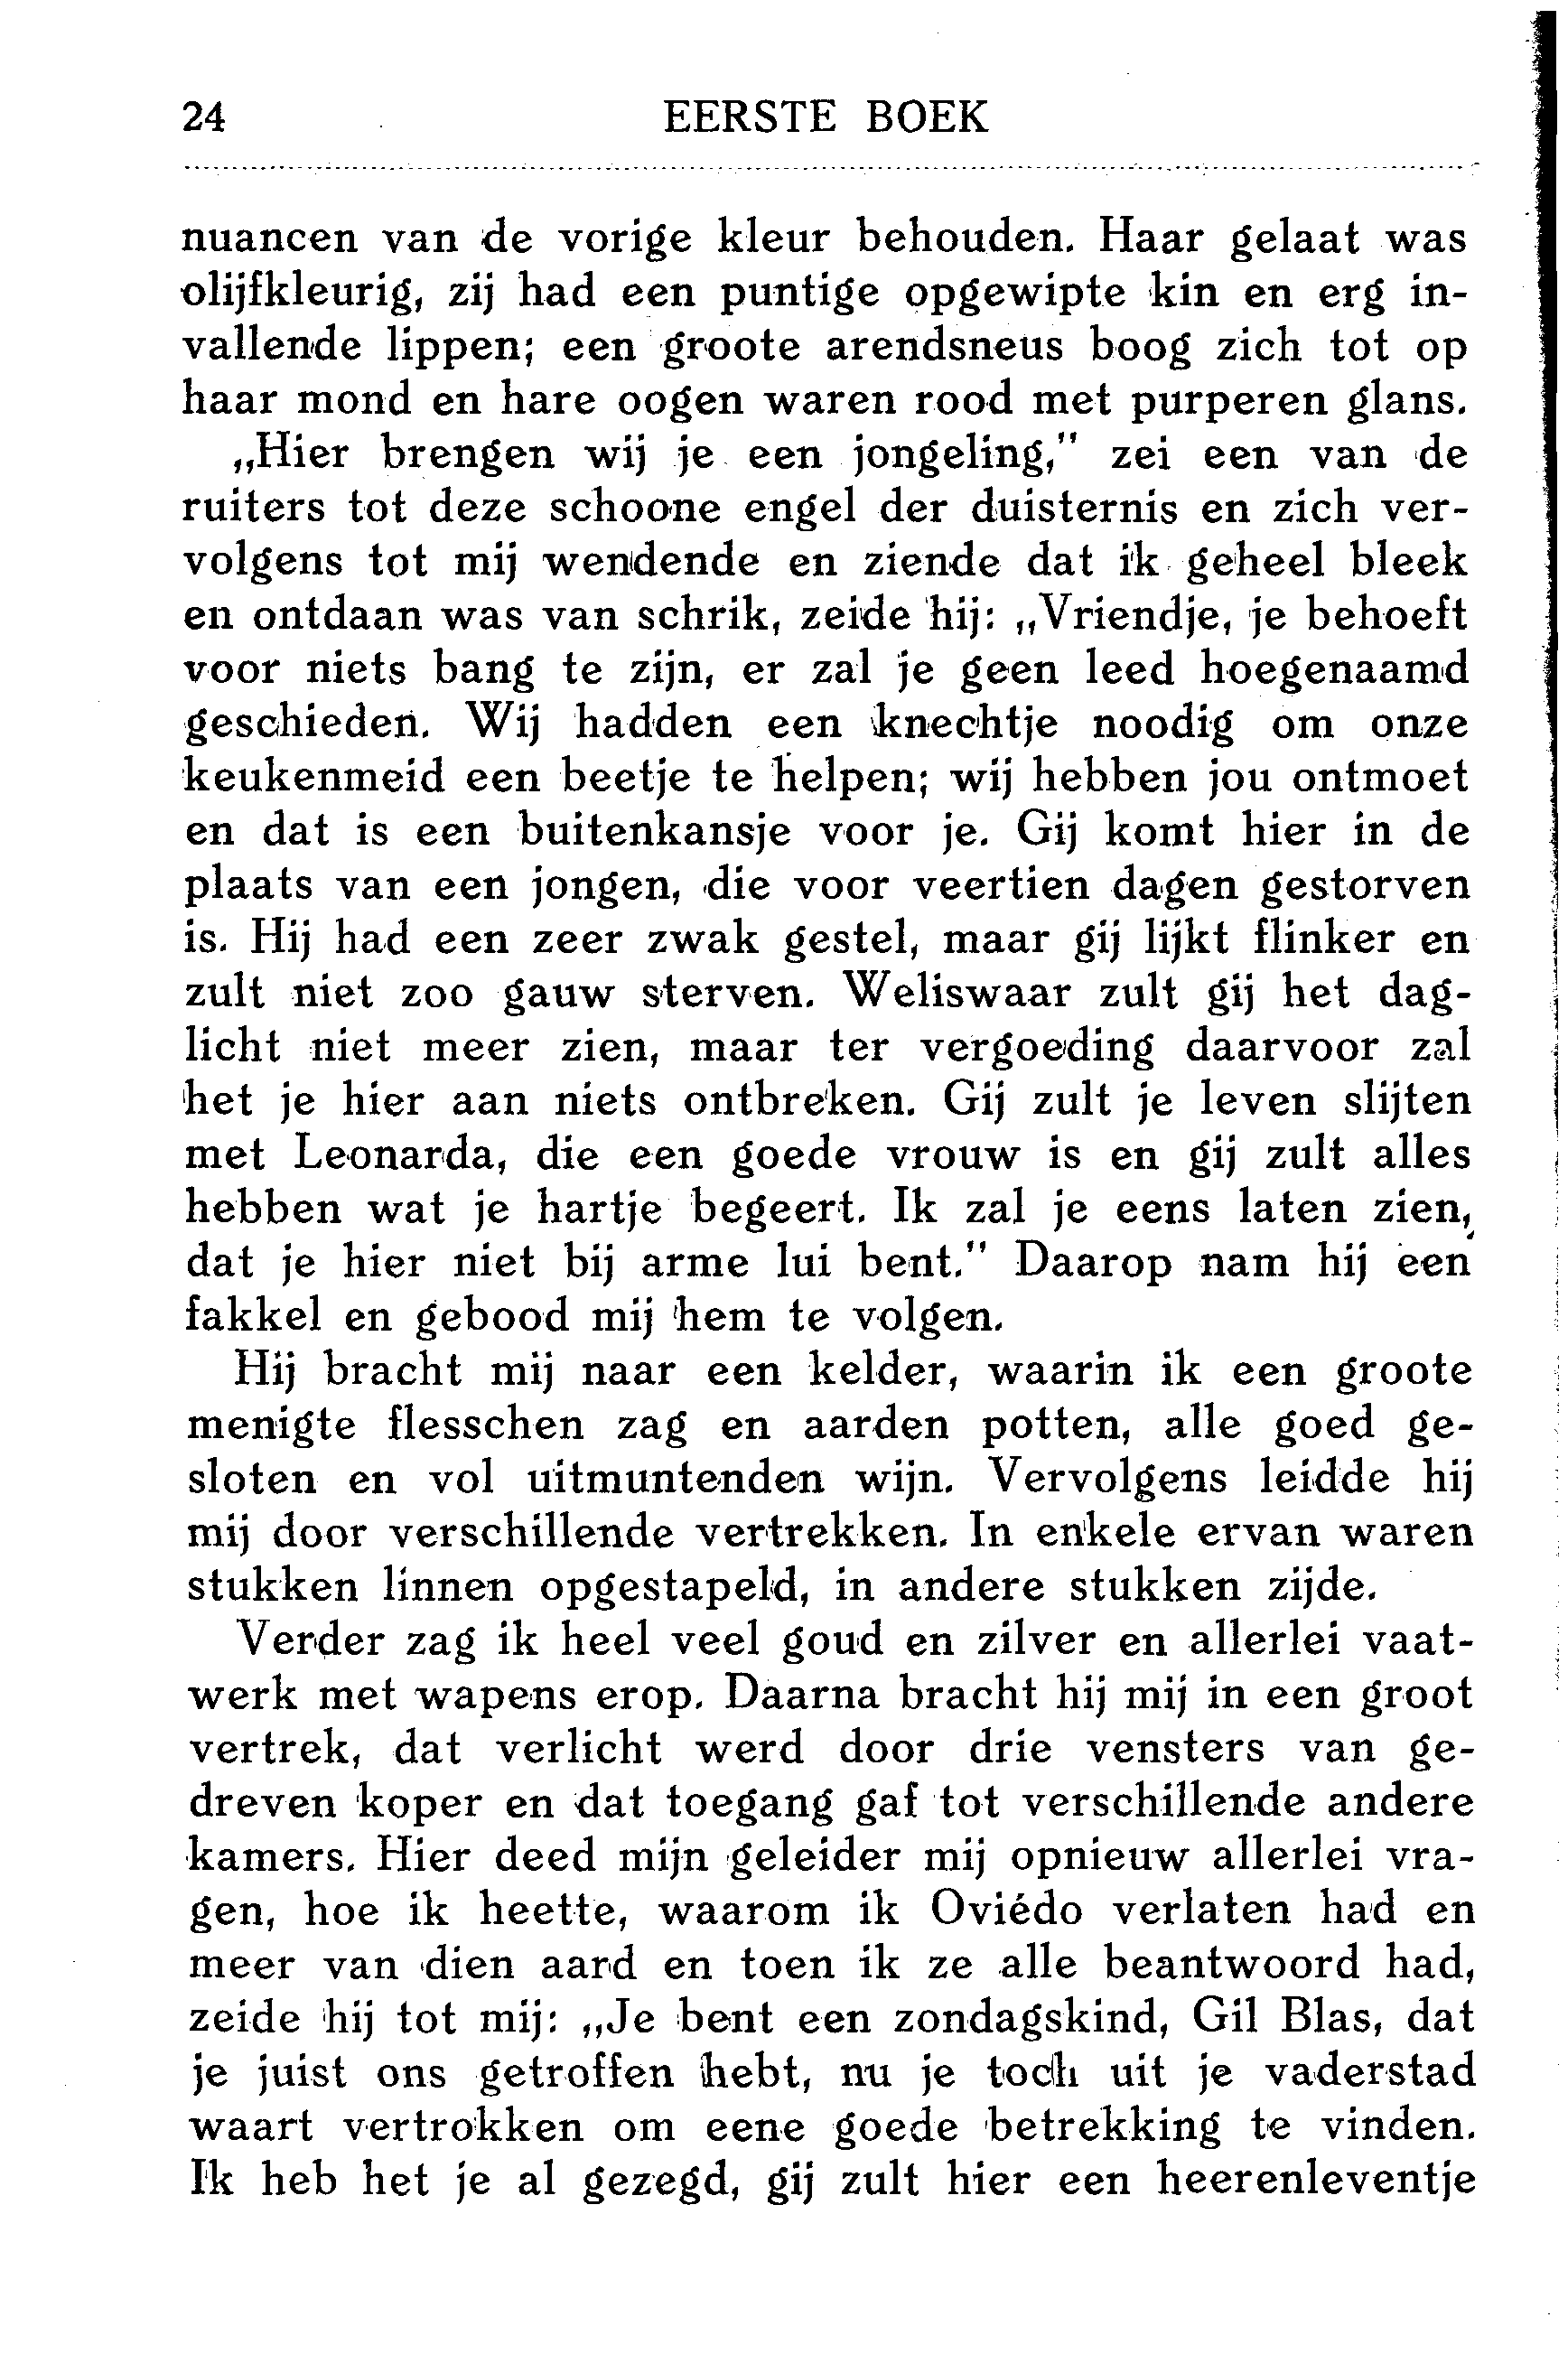 24 EERSTE BOEK
nuancen van de vorige kleur behouden. Haar gelaat was
olijfkleurig, zij had een puntige opgewipte kin en erg in-
vallende lippen; een groote arendsneus boog zich tot op
haar mond en hare oogen waren rood met purperen glans.
„Hier brengen wij je een jongeling,” zei een van de
ruiters tot deze schoone engel der duisternis en zich ver-
volgens tot mij wendende en ziende dat ik geheel bleek
en ontdaan was van schrik, zeide hij: „Vriendje, je behoeft
voor niets bang te zijn, er zal je geen leed hoegenaamd
geschieden. Wij hadden een knechtje noodig om onze
keukenmeid een beetje te helpen; wij hebben jou ontmoet
en dat is een buitenkansje voor je. Gij komt hier in de
plaats van een jongen, die voor veertien dagen gestorven
is. Hij had een zeer zwak gestel, maar gij lijkt flinker en
zult niet zoo gauw sterven. Weliswaar zult gij het dag-
licht niet meer zien, maar ter vergoeding daarvoor zal
het je hier aan niets ontbreken. Gij zult je leven slijten
met Leonarda, die een goede vrouw is en gij zult alles
hebben wat je hartje begeert. Ik zal je eens laten zien,
dat je hier niet bij arme lui bent.” Daarop nam hij een
fakkel en gebood mij hem te volgen.
Hij bracht mij naar een kelder, waarin ik een groote
menigte flesschen zag en aarden potten, alle goed ge-
sloten en vol uitmuntenden wijn. Vervolgens leidde hij
mij door verschillende vertrekken. In enkele ervan waren
stukken linnen opgestapeld, in andere stukken zijde.
Verder zag ik heel veel goud en zilver en allerlei vaat-
werk met wapens erop. Daarna bracht hij mij in een groot
vertrek, dat verlicht werd door drie vensters van ge-
dreven koper en dat toegang gaf tot verschillende andere
kamers. Hier deed mijn geleider mij opnieuw allerlei vra-
gen, hoe ik heette, waarom ik Oviédo verlaten had en
meer van dien aard en toen ik ze alle beantwoord had,
zeide hij tot mij: „Je bent een zondagskind, Gil Blas, dat
je juist ons getroffen hebt, nu je toch uit je vaderstad
waart vertrokken om eene goede betrekking te vinden.
Ik heb het je al gezegd, gij zult hier een heerenleventje